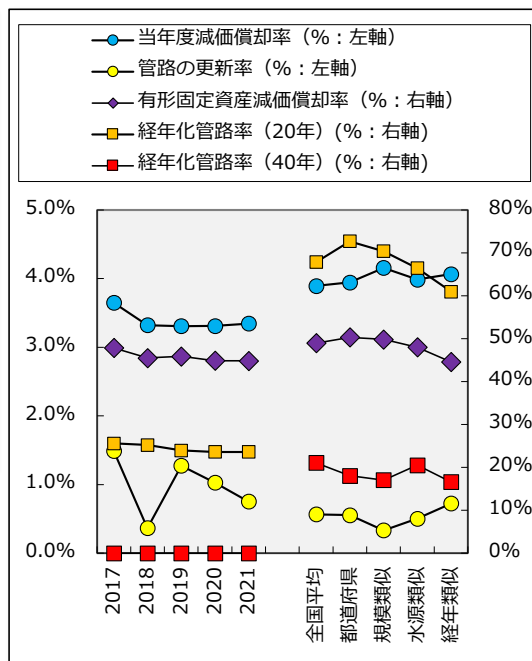 当年度減価償却率（%：左軸）
管路の更新率（%：左軸）
有形固定資産減価償却率（%：右軸）
経年化管路率（20年）(%：右軸)
経年化管路率（40年）(%：右軸)
5.0%
4.0%
3.0%
2.0%
1.0%
0.0%
80%
70%
60%
50%
40%
30%
20%
10%
0%
2017
2018
2019
2020
2021
全国平均
都道府県
規模類似
水源類似
経年類似